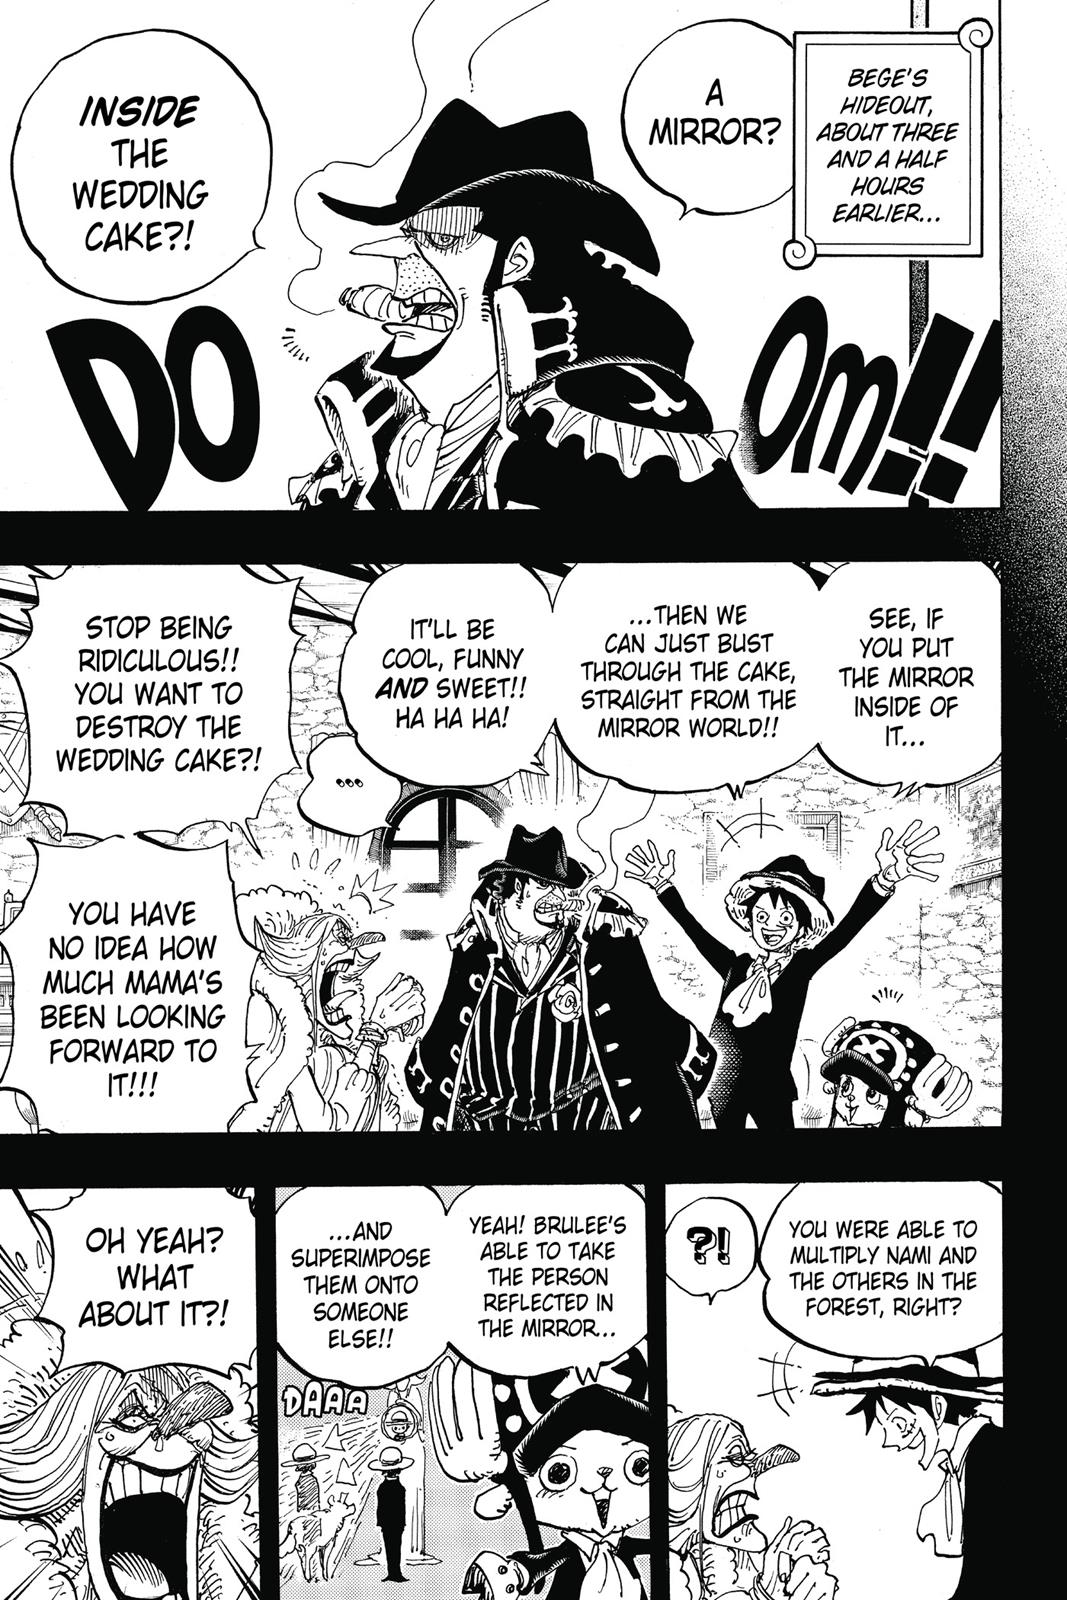 BEGE'S
HIDEOUT,
ABOUT THREE
AND A HALF
HOURS
EARLIER...
A
MIRROR?
INSIDE
THE
WEDDING
CAKE?!
DOOM!!
SEE, IF
YOU PUT
THE MIRROR
INSIDE OF
IT...
...THEN WE
CAN JUST BUST
THROUGH THE CAKE,
STRAIGHT FROM THE
MIRROR WORLD!!
IT'LL BE
COOL, FUNNY
AND SWEET!!
HA HA HA!
...
STOP BEING
RIDICULOUS!!
YOU WANT TO
DESTROY THE
WEDDING CAKE?!
YOU HAVE
NO IDEA HOW
MUCH MAMA'S
BEEN LOOKING
FORWARD TO
IT!!!
YOU WERE ABLE TO
MULTIPLY NAMI AND
THE OTHERS IN THE
FOREST, RIGHT?
?!
YEAH! BRULEE'S
ABLE TO TAKE
THE PERSON
REFLECTED IN
THE MIRROR...
...AND
SUPERIMPOSE
THEM ONTO
SOMEONE
ELSE!!
DAAA
OH YEAH?
WHAT
ABOUT IT?!